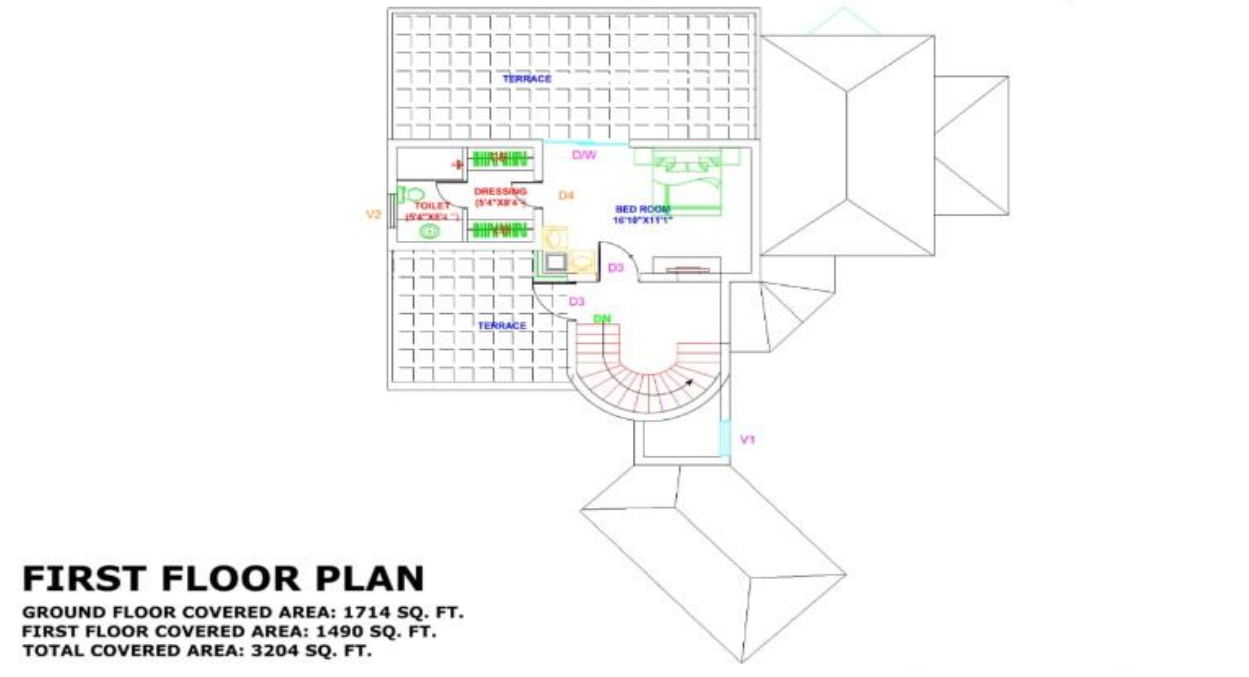 TERRACE
D/W
DRESSING
(5'4"X8'4")
D4
TOILET
V2
BED ROOM
16'10"X11'1"
D3
D3
DN
TERRACE
V1
FIRST FLOOR PLAN
GROUND FLOOR COVERED AREA: 1714 SQ. FT.
FIRST FLOOR COVERED AREA: 1490 SQ. FT.
TOTAL COVERED AREA: 3204 SQ. FT.